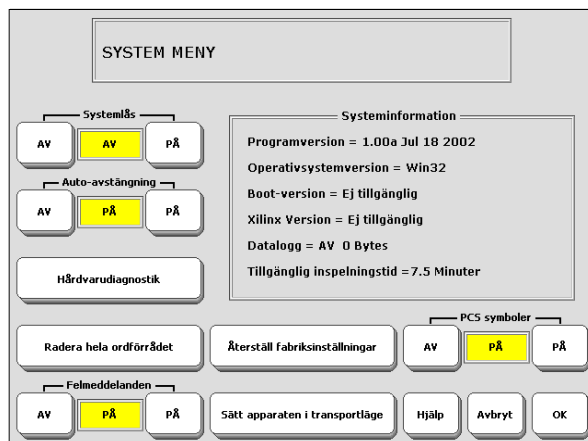 SYSTEM MENY
Systemlås
AV AV PÅ
Auto-avstängning
AV PÅ PÅ
Hårdvarudiagnostik
Systeminformation
Programversion = 1.00a Jul 18 2002
Operativsystemversion = Win32
Boot-version = Ej tillgänglig
Xilinx Version = Ej tillgänglig
Datalogg = AV 0 Bytes
Tillgänglig inspelningstid =7.5 Minuter
Radera hela ordförrådet
Återställ fabriksinställningar
PCS symboler
AV PÅ PÅ
Felmeddelanden
AV PÅ PÅ
Sätt apparaten i transportläge
Hjälp
Avbryt
OK